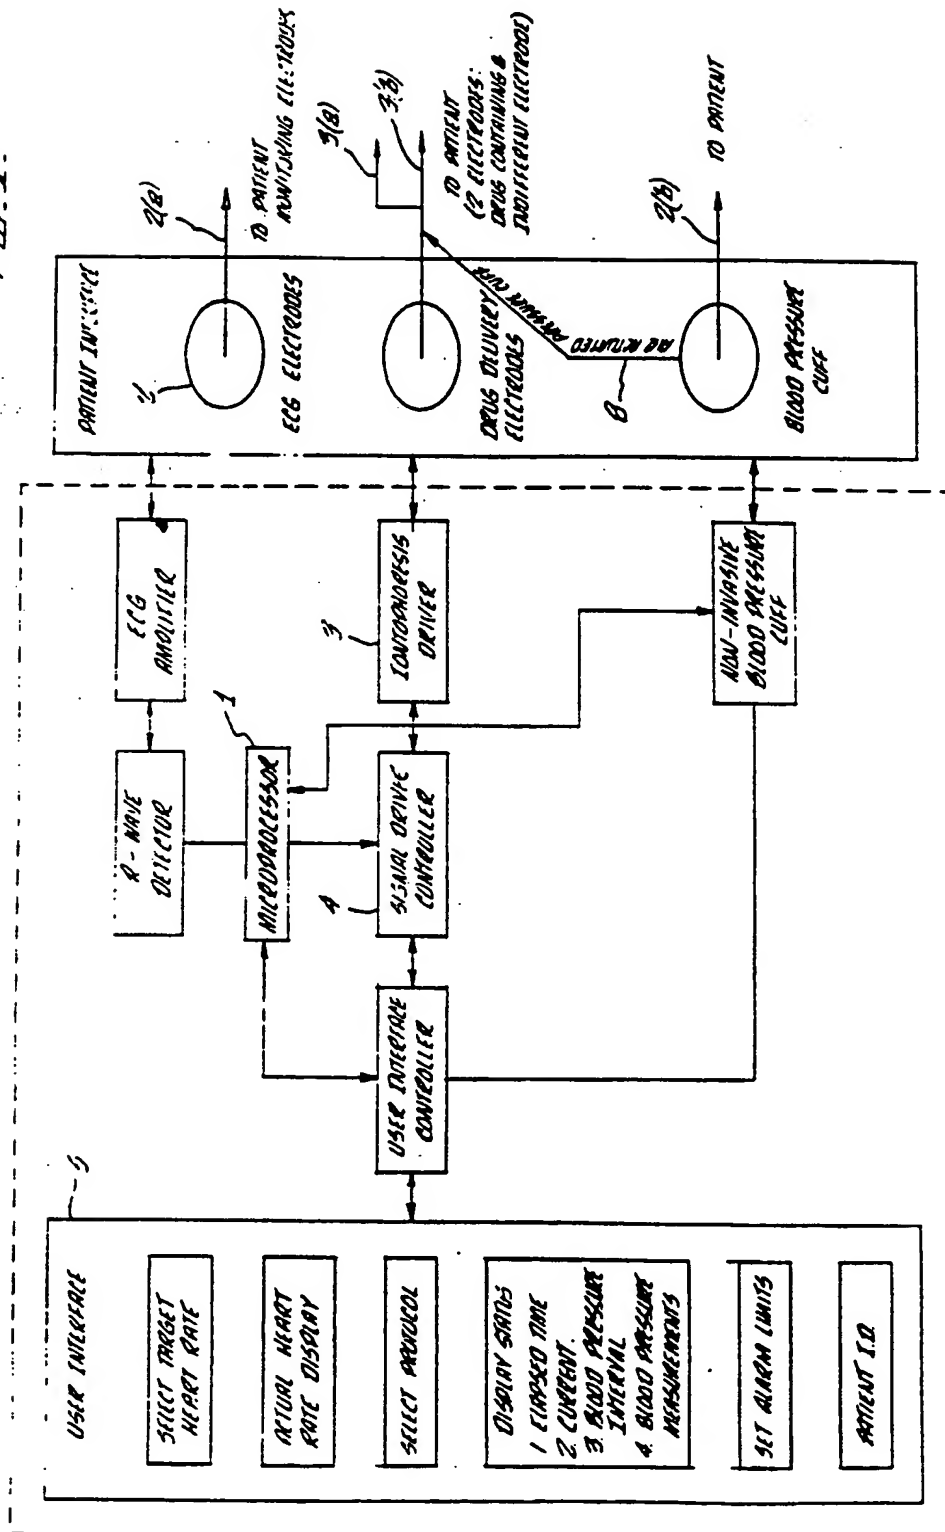 USER INTERFACE
5
SELECT TARGET
HEART RATE
ACTUAL HEART
RATE DISPLAY
SELECT PROTOCOL
DISPLAY STATUS
1 ELAPSED TIME
2. CURRENT.
3. BLOOD PRESSURE
INTERVAL
4. BLOOD PRESSURE
MEASUREMENTS
SET ALARM LIMITS
PATIENT I.D.
USER INTERFACE
CONTROLLER
R-WAVE
DETECTOR
MICROPROCESSOR
1
4
SIGNAL DRIVE
CONTROLLER
ECG
AMPLIFIER
3
IONTOPHORESIS
DRIVER
NON-INVASIVE
BLOOD PRESSURE
CUFF
PATIENT INTERFACE
ECG ELECTRODES
DRUG DELIVERY
ELECTRODES
AIR ACTUATED PRESSURE CUFF
8
BLOOD PRESSURE
CUFF
2(a)
TO PATIENT
MONITORING ELECTRODES
3(a)
3(b)
TO PATIENT
(2 ELECTRODES:
DRUG CONTAINING &
INDIFFERENT ELECTRODE)
2(b)
TO PATIENT